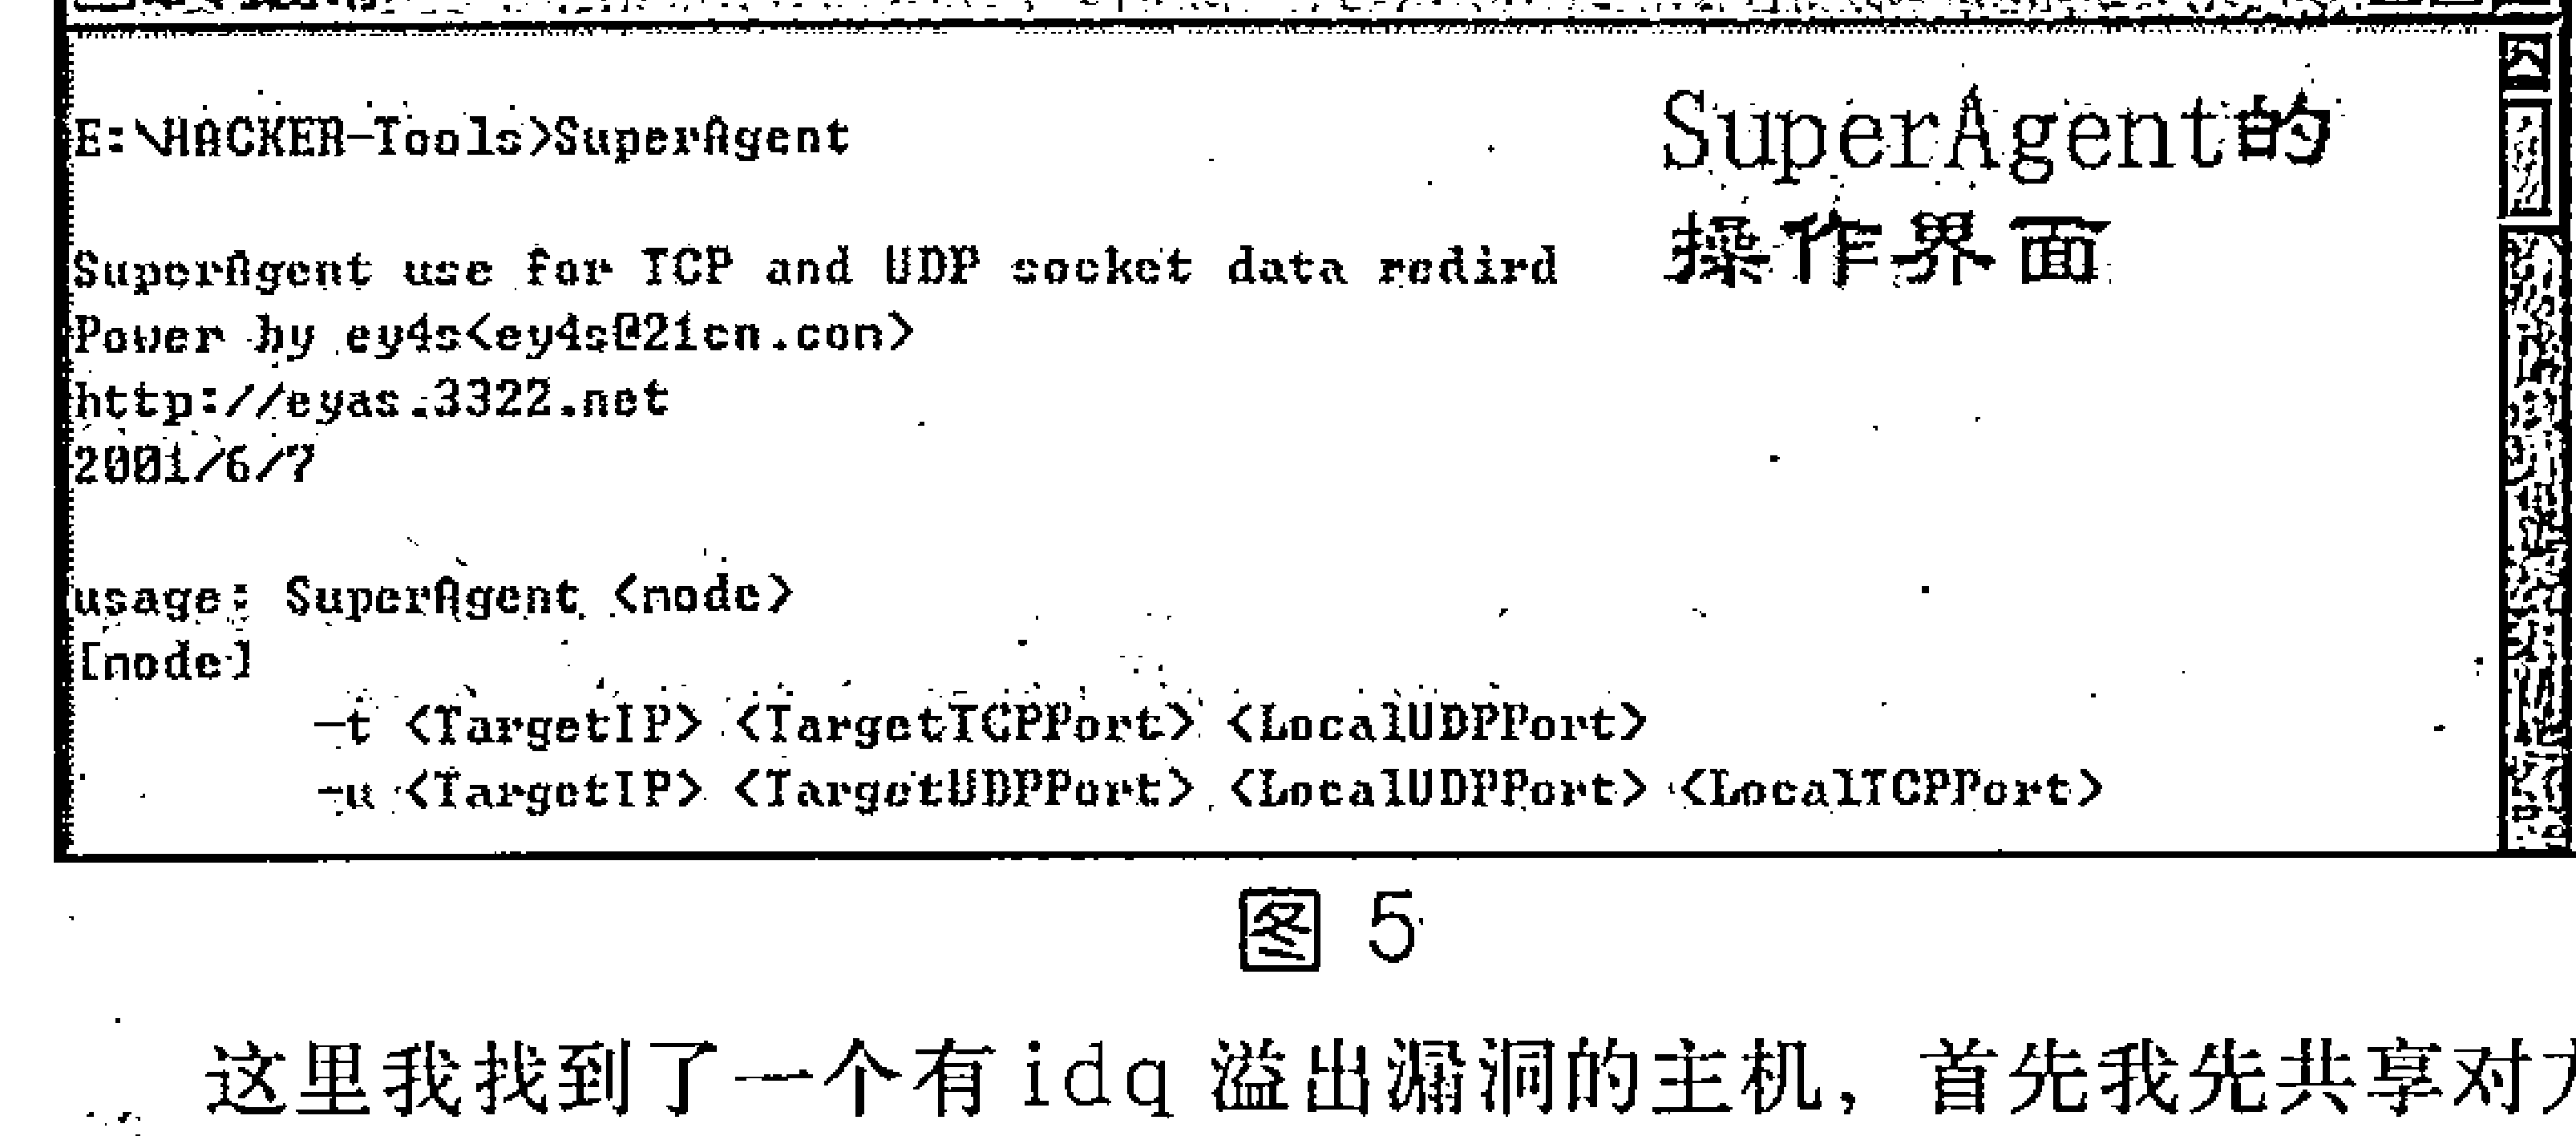 E:\HACKER-Tools>SuperAgent
SuperAgent的
操作界面
SuperAgent use for TCP and UDP socket data redird
Power by ey4s<ey4s@21cn.com>
http://eyas.3322.net
2001/6/7
usage: SuperAgent <mode>
[mode]
-t <TargetIP> <TargetTCPPort> <LocalUDPPort>
-u <TargetIP> <TargetUDPPort> <LocalUDPPort> <LocalTCPPort>
图 5
这里我找到了一个有 idq 溢出漏洞的主机，首先我先共享对